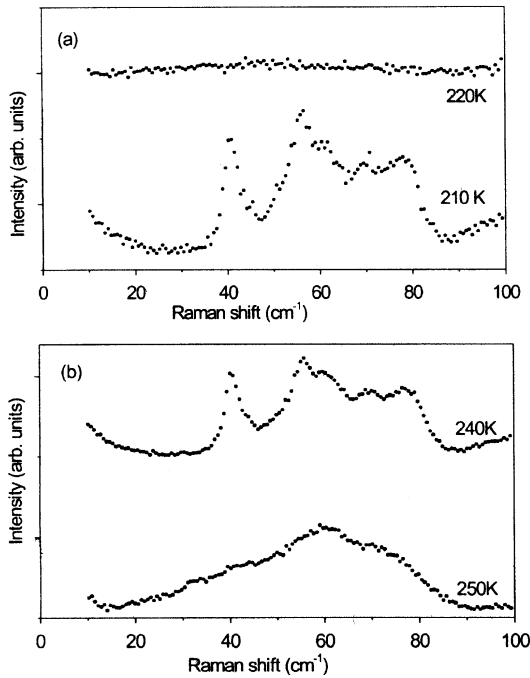 (a)
220K
210 K
Intensity (arb. units)
0 20 40 60 80 100
Raman shift (cm⁻¹)
(b)
240K
250K
Intensity (arb. units)
0 20 40 60 80 100
Raman shift (cm⁻¹)